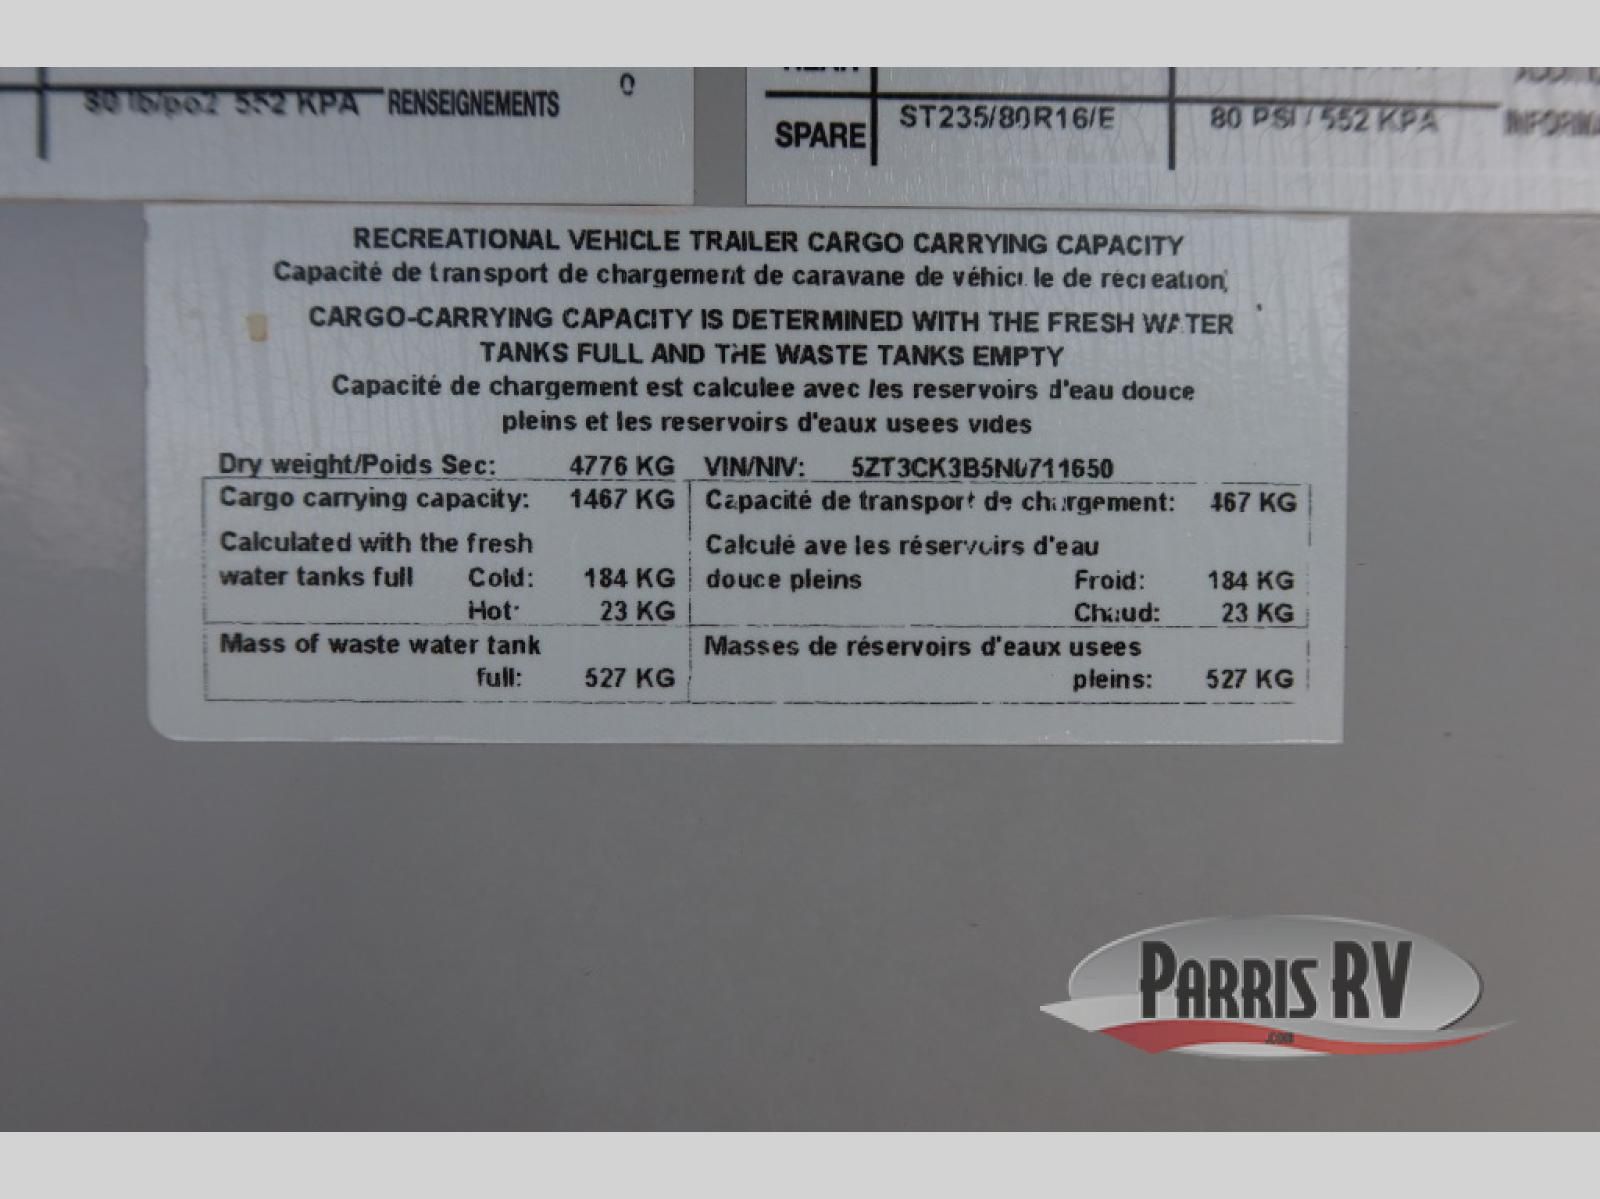 80 lb/po2 552 KPA RENSEIGNEMENTS
0
SPARE ST235/80R16/E 80 PSI / 552 KPA
RECREATIONAL VEHICLE TRAILER CARGO CARRYING CAPACITY
Capacité de transport de chargement de caravane de véhicule de recreation,
CARGO-CARRYING CAPACITY IS DETERMINED WITH THE FRESH WATER
TANKS FULL AND THE WASTE TANKS EMPTY
Capacité de chargement est calculee avec les reservoirs d'eau douce
pleins et les reservoirs d'eaux usees vides
Dry weight/Poids Sec: 4776 KG VIN/NIV: 5ZT3CK3B5N0711650
Cargo carrying capacity: 1467 KG Capacité de transport de chargement: 467 KG
Calculated with the fresh Calculé ave les réservoirs d'eau
water tanks full Cold: 184 KG douce pleins Froid: 184 KG
Hot: 23 KG Chaud: 23 KG
Mass of waste water tank Masses de réservoirs d'eaux usees
full: 527 KG pleins: 527 KG
PARRIS RV
.COM